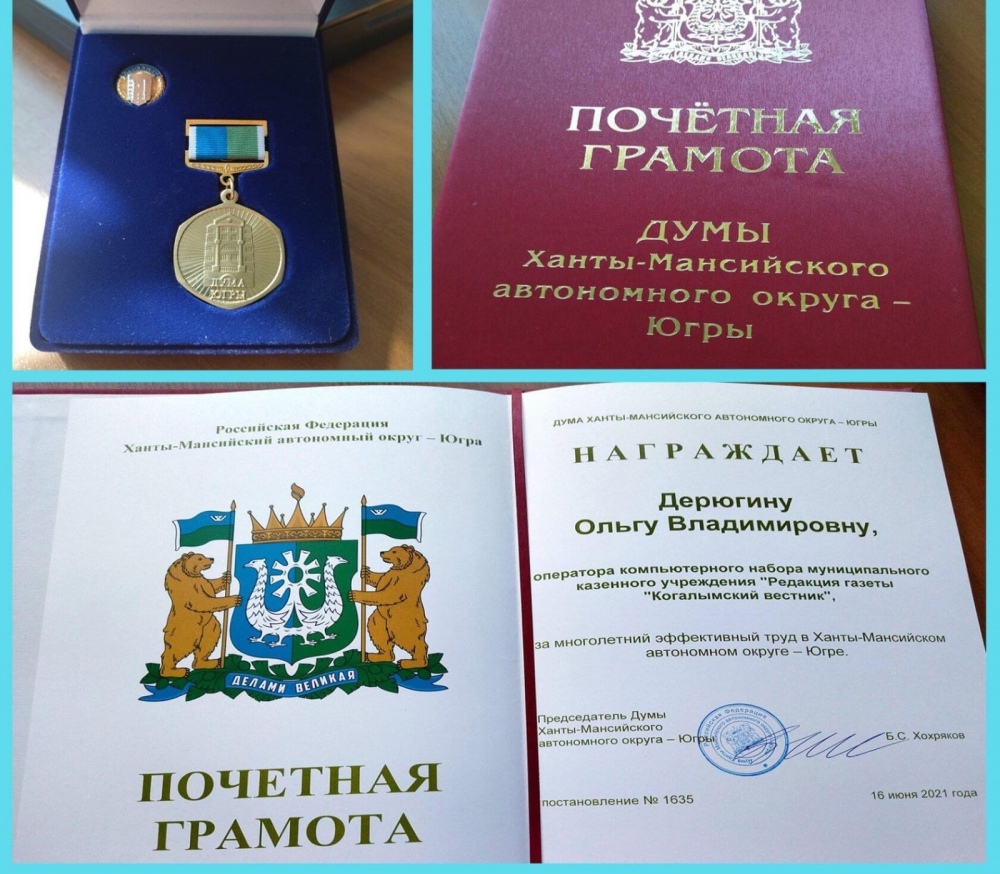 ДУМА
ЮГРЫ
ПОЧЁТНАЯ
ГРАМОТА
ДУМЫ
Ханты-Мансийского
автономного округа –
Югры
Российская Федерация
Ханты-Мансийский автономный округ – Югра
ДЕЛАМИ ВЕЛИКАЯ
ПОЧЕТНАЯ
ГРАМОТА
ДУМА ХАНТЫ-МАНСИЙСКОГО АВТОНОМНОГО ОКРУГА – ЮГРЫ
НАГРАЖДАЕТ
Дерюгину
Ольгу Владимировну,
оператора компьютерного набора муниципального
казенного учреждения "Редакция газеты
"Когалымский вестник",
за многолетний эффективный труд в Ханты-Мансийском
автономном округе – Югре.
Председатель Думы
Ханты-Мансийского
автономного округа – Югры
Российская Федерация
Б.С. Хохряков
постановление № 1635
16 июня 2021 года